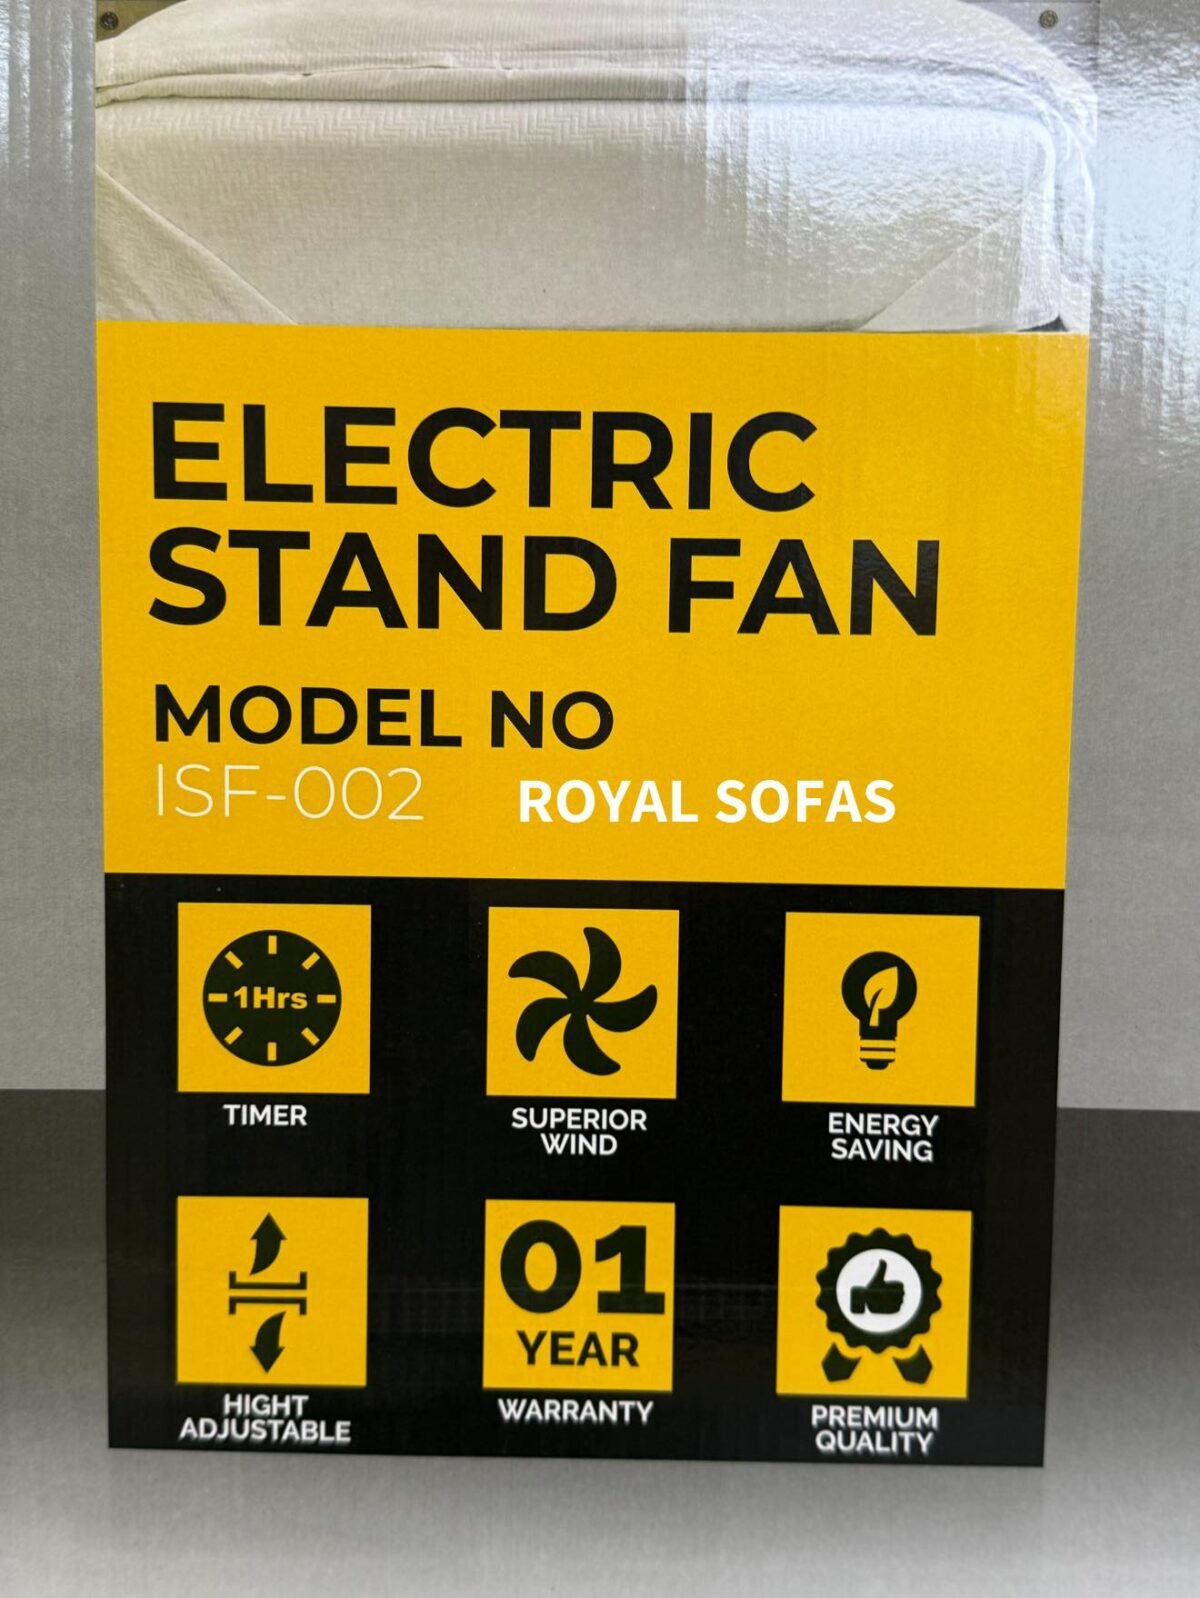 ELECTRIC
STAND FAN
MODEL NO
ISF-002 ROYAL SOFAS
1Hrs
TIMER
SUPERIOR
WIND
ENERGY
SAVING
HIGHT
ADJUSTABLE
01
YEAR
WARRANTY
PREMIUM
QUALITY